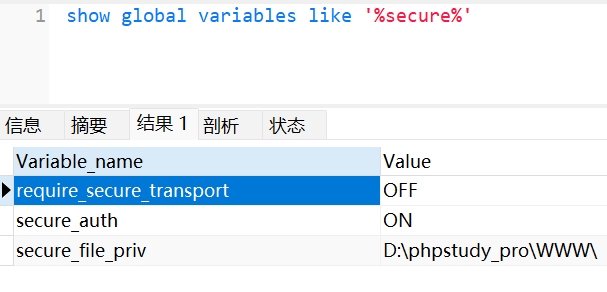 1 show global variables like '%secure%'
信息 摘要 结果 1 剖析 状态
Variable_name Value
require_secure_transport OFF
secure_auth ON
secure_file_priv D:\phpstudy_pro\WWW\